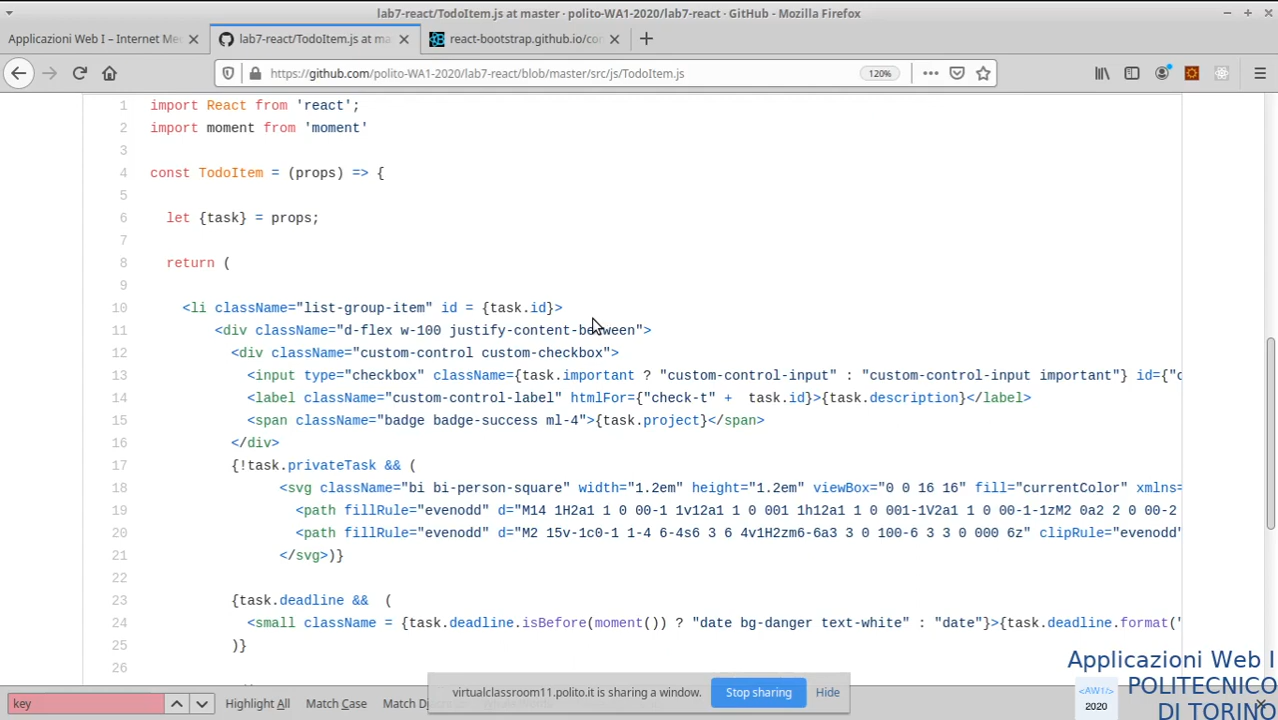 lab7-react/TodoItem.js at master · polito-WA1-2020/lab7-react · GitHub - Mozilla Firefox
Applicazioni Web I – Internet Me
lab7-react/TodoItem.js at ma
react-bootstrap.github.io/co
https://github.com/polito-WA1-2020/lab7-react/blob/master/src/js/TodoItem.js
120%
1 import React from 'react';
2 import moment from 'moment'
3
4 const TodoItem = (props) => {
5
6 let {task} = props;
7
8 return (
9
10 <li className="list-group-item" id = {task.id}>
11 <div className="d-flex w-100 justify-content-between">
12 <div className="custom-control custom-checkbox">
13 <input type="checkbox" className={task.important ? "custom-control-input" : "custom-control-input important"} id={"c
14 <label className="custom-control-label" htmlFor={"check-t" + task.id}>{task.description}</label>
15 <span className="badge badge-success ml-4">{task.project}</span>
16 </div>
17 {!task.privateTask && (
18 <svg className="bi bi-person-square" width="1.2em" height="1.2em" viewBox="0 0 16 16" fill="currentColor" xmlns=
19 <path fillRule="evenodd" d="M14 1H2a1 1 0 00-1 1v12a1 1 0 001 1h12a1 1 0 001-1V2a1 1 0 00-1-1zM2 0a2 2 0 00-2
20 <path fillRule="evenodd" d="M2 15v-1c0-1 1-4 6-4s6 3 6 4v1H2zm6-6a3 3 0 100-6 3 3 0 000 6z" clipRule="evenodd"
21 </svg>)}
22
23 {task.deadline && (
24 <small className = {task.deadline.isBefore(moment()) ? "date bg-danger text-white" : "date"}>{task.deadline.format('
25 )}
26
key
Highlight All
Match Case
Match D
virtualclassroom11.polito.it is sharing a window.
Stop sharing
Hide
Applicazioni Web I
POLITECNICO
DI TORINO
<AW1/>
2020